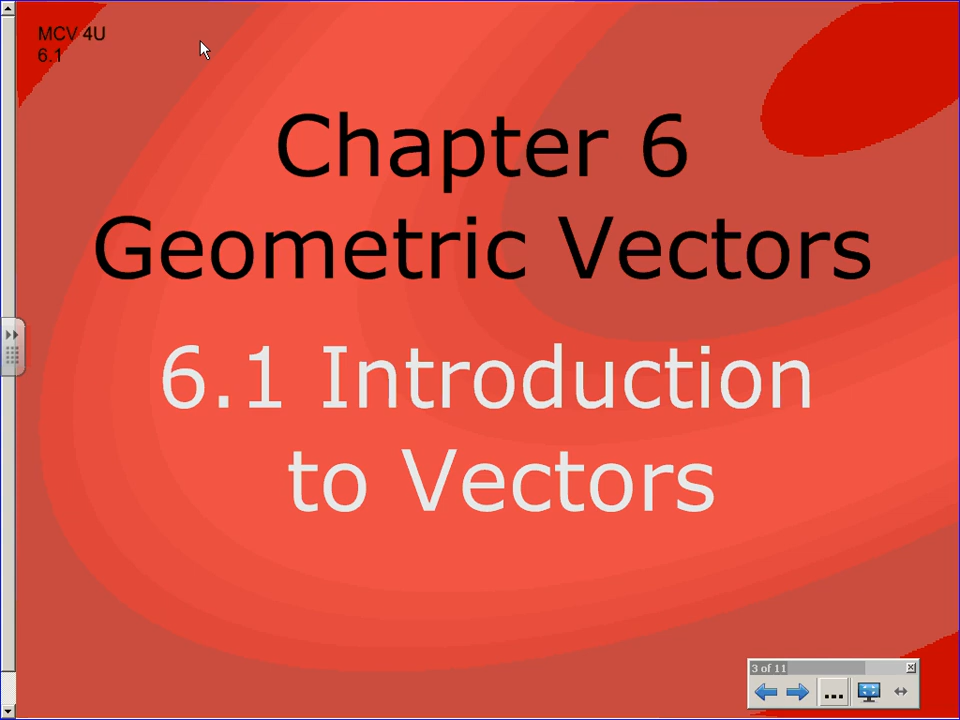 MCV 4U
6.1
Chapter 6
Geometric Vectors
6.1 Introduction
to Vectors
3 of 11
...